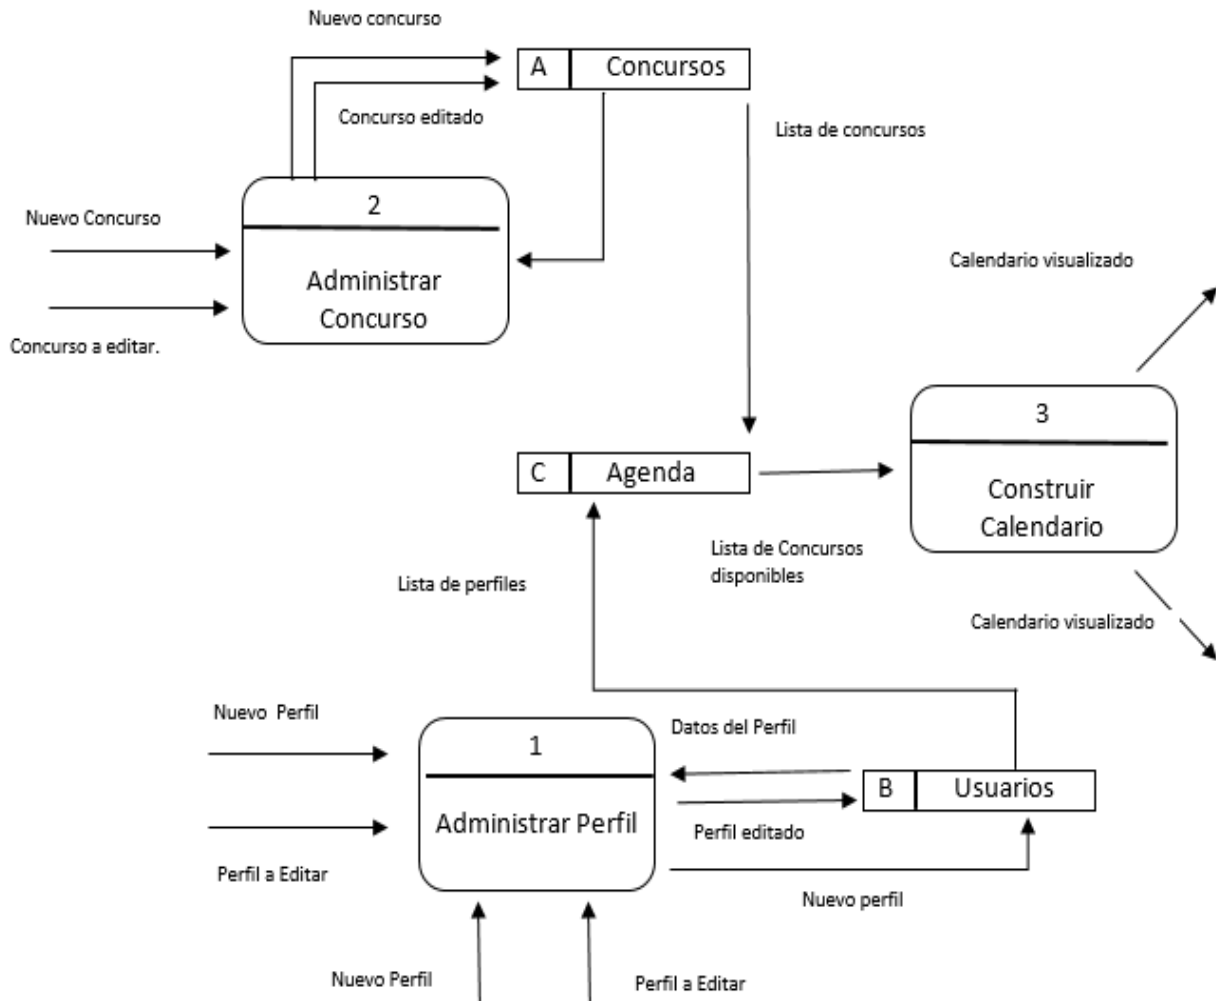 Nuevo concurso
A
Concursos
Concurso editado
Lista de concursos
2
Nuevo Concurso
Administrar
Concurso
Concurso a editar.
Calendario visualizado
3
Construir
Calendario
C
Agenda
Lista de Concursos
disponibles
Lista de perfiles
Calendario visualizado
Nuevo Perfil
1
Datos del Perfil
Administrar Perfil
B
Usuarios
Perfil editado
Perfil a Editar
Nuevo perfil
Nuevo Perfil
Perfil a Editar